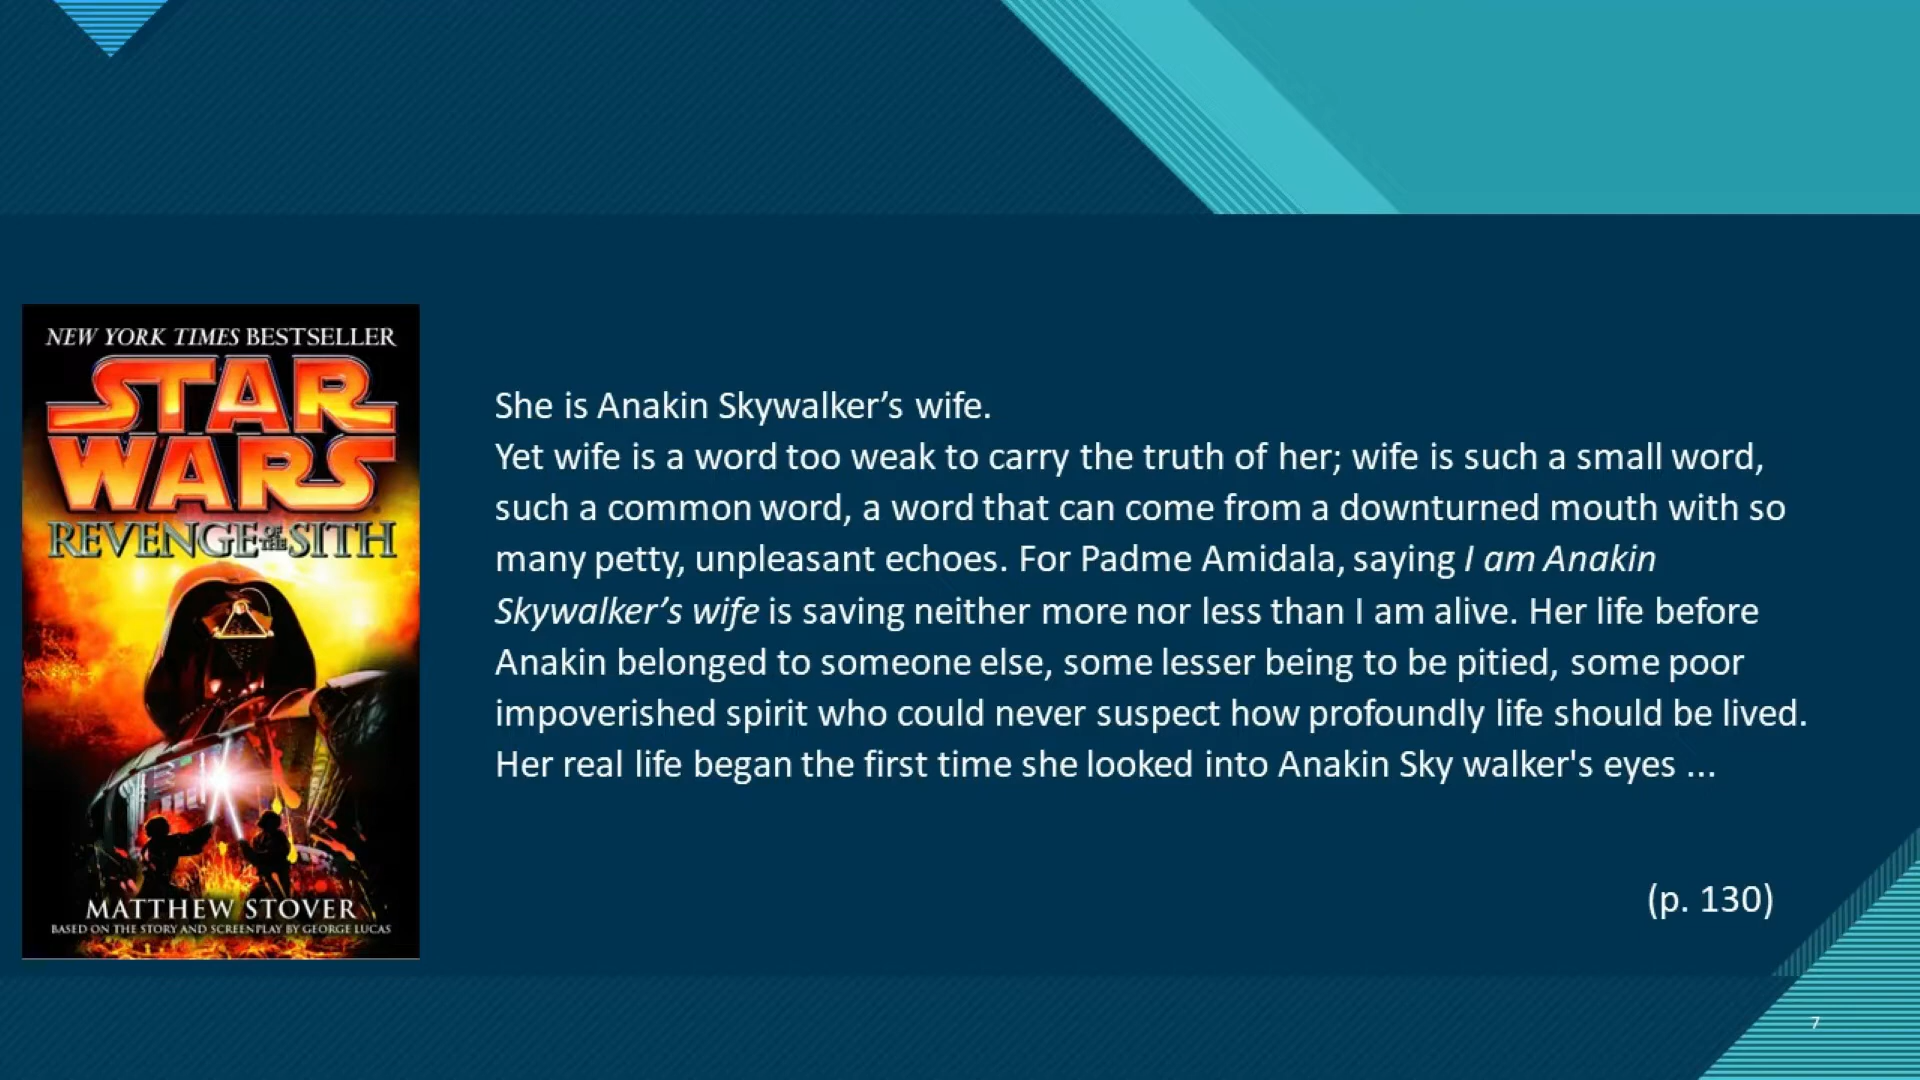 NEW YORK TIMES BESTSELLER
STAR
WARS
REVENGE OF THE SITH
MATTHEW STOVER
BASED ON THE STORY AND SCREENPLAY BY GEORGE LUCAS
She is Anakin Skywalker’s wife.
Yet wife is a word too weak to carry the truth of her; wife is such a small word,
such a common word, a word that can come from a downturned mouth with so
many petty, unpleasant echoes. For Padme Amidala, saying I am Anakin
Skywalker’s wife is saving neither more nor less than I am alive. Her life before
Anakin belonged to someone else, some lesser being to be pitied, some poor
impoverished spirit who could never suspect how profoundly life should be lived.
Her real life began the first time she looked into Anakin Sky walker's eyes ...
(p. 130)
7